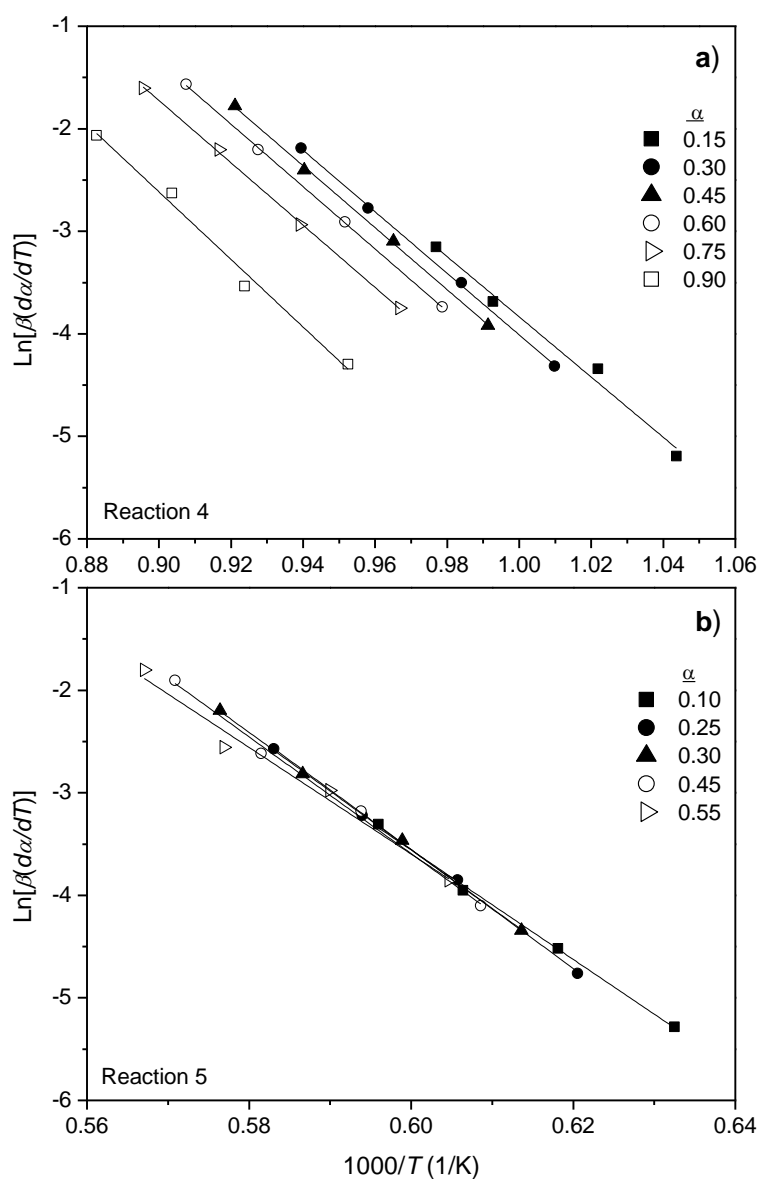 a)
-1
-2
-3
-4
-5
-6
Ln[β(dα/dT)]
α
0.15
0.30
0.45
0.60
0.75
0.90
Reaction 4
0.88 0.90 0.92 0.94 0.96 0.98 1.00 1.02 1.04 1.06
b)
-1
-2
-3
-4
-5
-6
Ln[β(dα/dT)]
α
0.10
0.25
0.30
0.45
0.55
Reaction 5
0.56 0.58 0.60 0.62 0.64
1000/T (1/K)